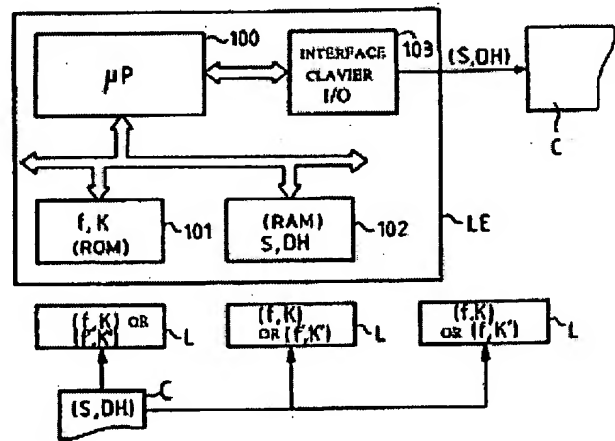 100
103
μP
INTERFACE
CLAVIER
I/O
(S,DH)
C
f, K
(ROM)
101
(RAM)
S, DH
102
LE
(f,K) OR
(f',K')
L
(f,K)
OR (f',K')
L
(f,K)
OR (f,K')
L
C
(S,DH)